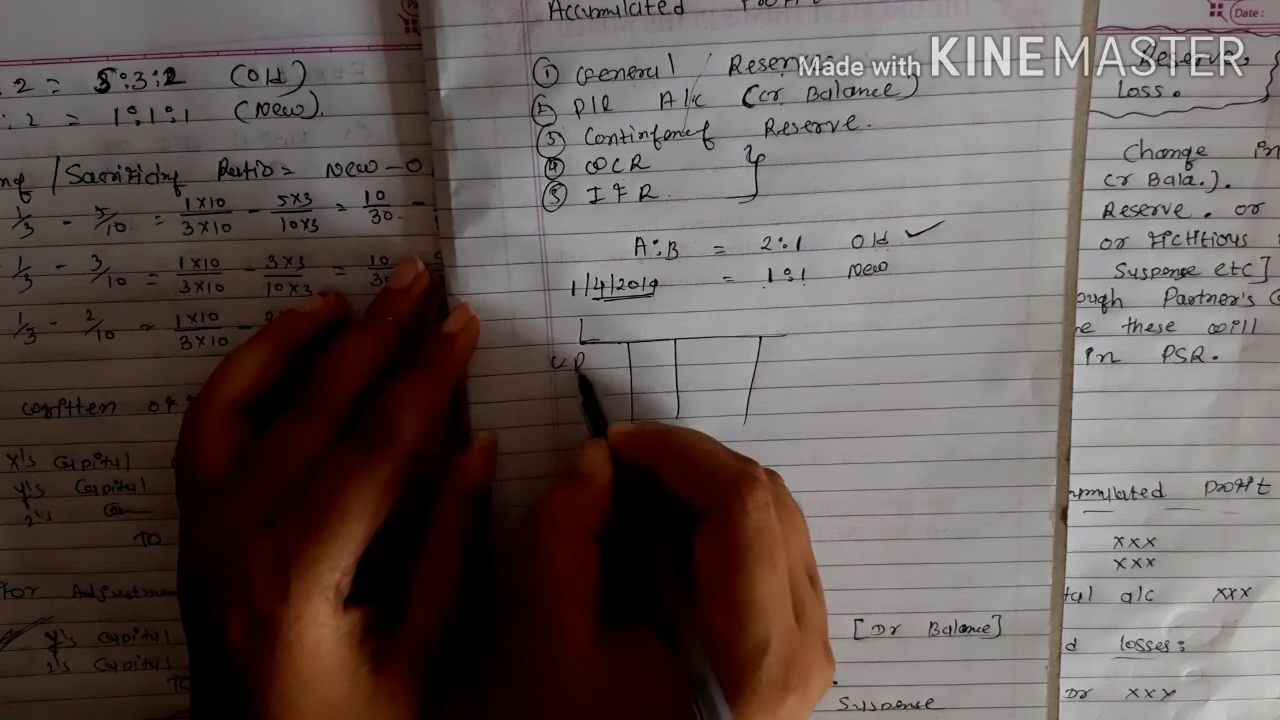 Accumulated
① General Reserve
② P/L A/c (Cr Balance)
③ Contingency Reserve.
④ WCR
⑤ IFR
A:B = 2:1 Old ✓
1/4/2019 = 1:1 New
Made with KINEMASTER
2 = 5:3:2 (Old)
: 2 = 1:1:1 (New).
/Sacrificing Ratio = New - O
1/3 - 5/10 = 1×10/3×10 - 5×3/10×3 = 10/30 -
1/3 - 3/10 = 1×10/3×10 - 3×3/10×3 =
1/3 - 2/10 = 1×10/3×10 -
written
X's Capital
Y's Capital
Z's
TO
For Adjustmen
Y's Capital
Z's Capital
Date:
Reserve,
Loss.
Change in
Cr Bala.).
Reserve. or
or Fictitious
Suspense etc]
ough Partner's
these will
in PSR.
mulated Profit
xxx
xxx
tal a/c xxx
[Dr Balance]
d losses:
Dr xxx
Suspense